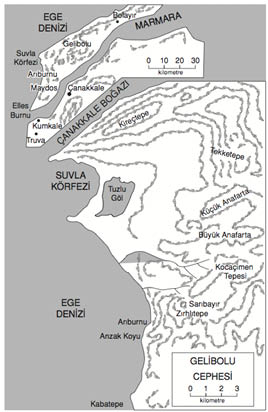 EGE
DENİZİ
Bolayır
MARMARA
Gelibolu
Suvla
Körfezi
Arıburnu
Maydos
Çanakkale
0 10 20 30
kilometre
Elles
Burnu
Kumkale
Truva
ÇANAKKALE BOĞAZI
Kireçtepe
Tekketepe
SUVLA
KÖRFEZİ
Tuzlu
Göl
Küçük Anafarta
Büyük Anafarta
Kocaçimen
Tepesi
EGE
DENİZİ
Sarıbayır
Zırhlıtepe
Arıburnu
Anzak Koyu
GELİBOLU
CEPHESİ
0 1 2 3
kilometre
Kabatepe